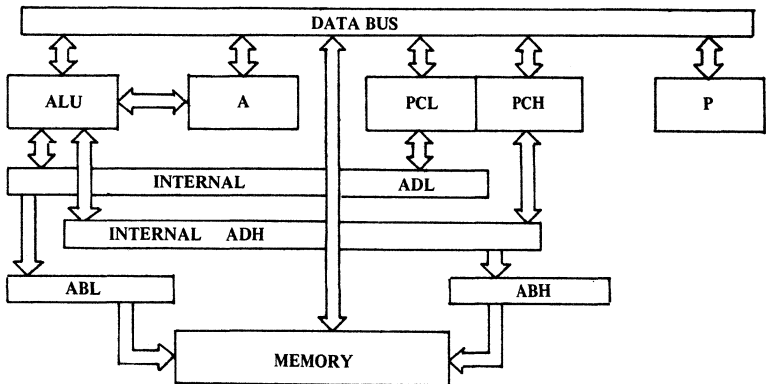 DATA BUS
ALU
A
PCL
PCH
P
INTERNAL ADL
INTERNAL ADH
ABL
ABH
MEMORY